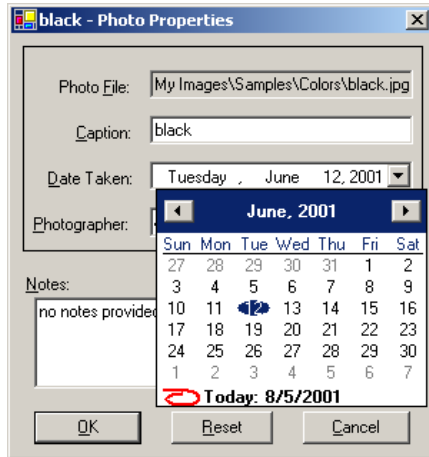 black - Photo Properties
Photo File: My Images\Samples\Colors\black.jpg
Caption: black
Date Taken: Tuesday , June 12, 2001
Photographer:
June, 2001
Sun Mon Tue Wed Thu Fri Sat
27 28 29 30 31 1 2
3 4 5 6 7 8 9
10 11 12 13 14 15 16
17 18 19 20 21 22 23
24 25 26 27 28 29 30
1 2 3 4 5 6 7
Today: 8/5/2001
Notes:
no notes provided
OK Reset Cancel